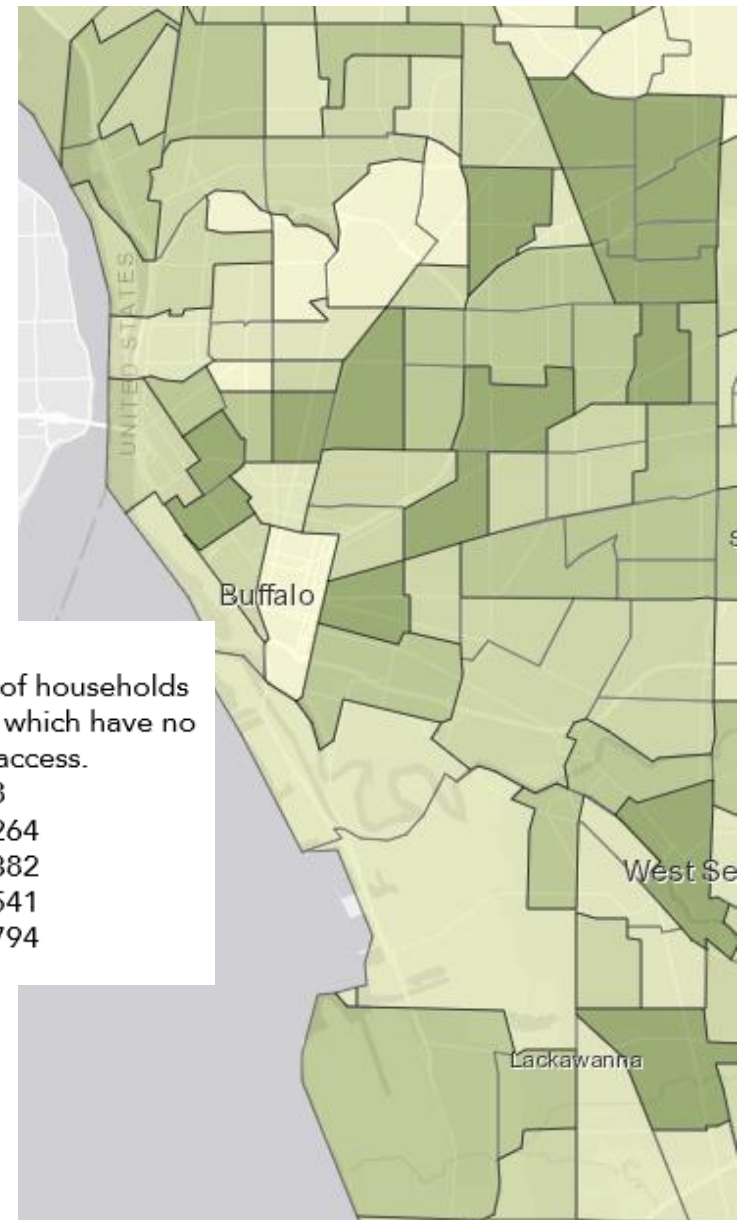 UNITED STATES
Buffalo
of households
which have no
access.
3
264
382
541
794
West Se
Lackawanna